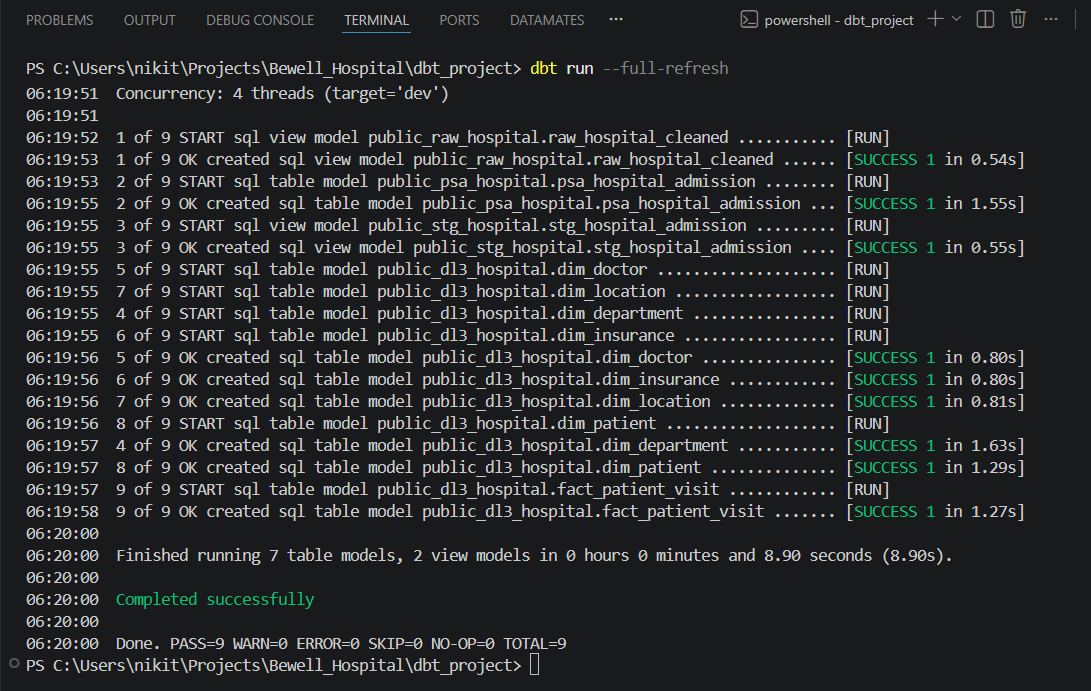 PROBLEMS OUTPUT DEBUG CONSOLE TERMINAL PORTS DATAMATES ··· powershell - dbt_project ···
PS C:\Users\nikit\Projects\Bewell_Hospital\dbt_project> dbt run --full-refresh
06:19:51 Concurrency: 4 threads (target='dev')
06:19:51
06:19:52 1 of 9 START sql view model public_raw_hospital.raw_hospital_cleaned ........... [RUN]
06:19:53 1 of 9 OK created sql view model public_raw_hospital.raw_hospital_cleaned ...... [SUCCESS 1 in 0.54s]
06:19:53 2 of 9 START sql table model public_psa_hospital.psa_hospital_admission ........ [RUN]
06:19:55 2 of 9 OK created sql table model public_psa_hospital.psa_hospital_admission ... [SUCCESS 1 in 1.55s]
06:19:55 3 of 9 START sql view model public_stg_hospital.stg_hospital_admission ......... [RUN]
06:19:55 3 of 9 OK created sql view model public_stg_hospital.stg_hospital_admission .... [SUCCESS 1 in 0.55s]
06:19:55 5 of 9 START sql table model public_dl3_hospital.dim_doctor .................... [RUN]
06:19:55 7 of 9 START sql table model public_dl3_hospital.dim_location .................. [RUN]
06:19:55 4 of 9 START sql table model public_dl3_hospital.dim_department ................ [RUN]
06:19:55 6 of 9 START sql table model public_dl3_hospital.dim_insurance ................. [RUN]
06:19:56 5 of 9 OK created sql table model public_dl3_hospital.dim_doctor ............... [SUCCESS 1 in 0.80s]
06:19:56 6 of 9 OK created sql table model public_dl3_hospital.dim_insurance ............ [SUCCESS 1 in 0.80s]
06:19:56 7 of 9 OK created sql table model public_dl3_hospital.dim_location ............. [SUCCESS 1 in 0.81s]
06:19:56 8 of 9 START sql table model public_dl3_hospital.dim_patient ................... [RUN]
06:19:57 4 of 9 OK created sql table model public_dl3_hospital.dim_department ........... [SUCCESS 1 in 1.63s]
06:19:57 8 of 9 OK created sql table model public_dl3_hospital.dim_patient .............. [SUCCESS 1 in 1.29s]
06:19:57 9 of 9 START sql table model public_dl3_hospital.fact_patient_visit ............ [RUN]
06:19:58 9 of 9 OK created sql table model public_dl3_hospital.fact_patient_visit ....... [SUCCESS 1 in 1.27s]
06:20:00
06:20:00 Finished running 7 table models, 2 view models in 0 hours 0 minutes and 8.90 seconds (8.90s).
06:20:00
06:20:00 Completed successfully
06:20:00
06:20:00 Done. PASS=9 WARN=0 ERROR=0 SKIP=0 NO-OP=0 TOTAL=9
PS C:\Users\nikit\Projects\Bewell_Hospital\dbt_project>